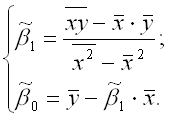 β̃₁ = (x̅y̅ − x̅ · y̅) / (x̅²̅ − x̅²);
β̃₀ = y̅ − β̃₁ · x̅.